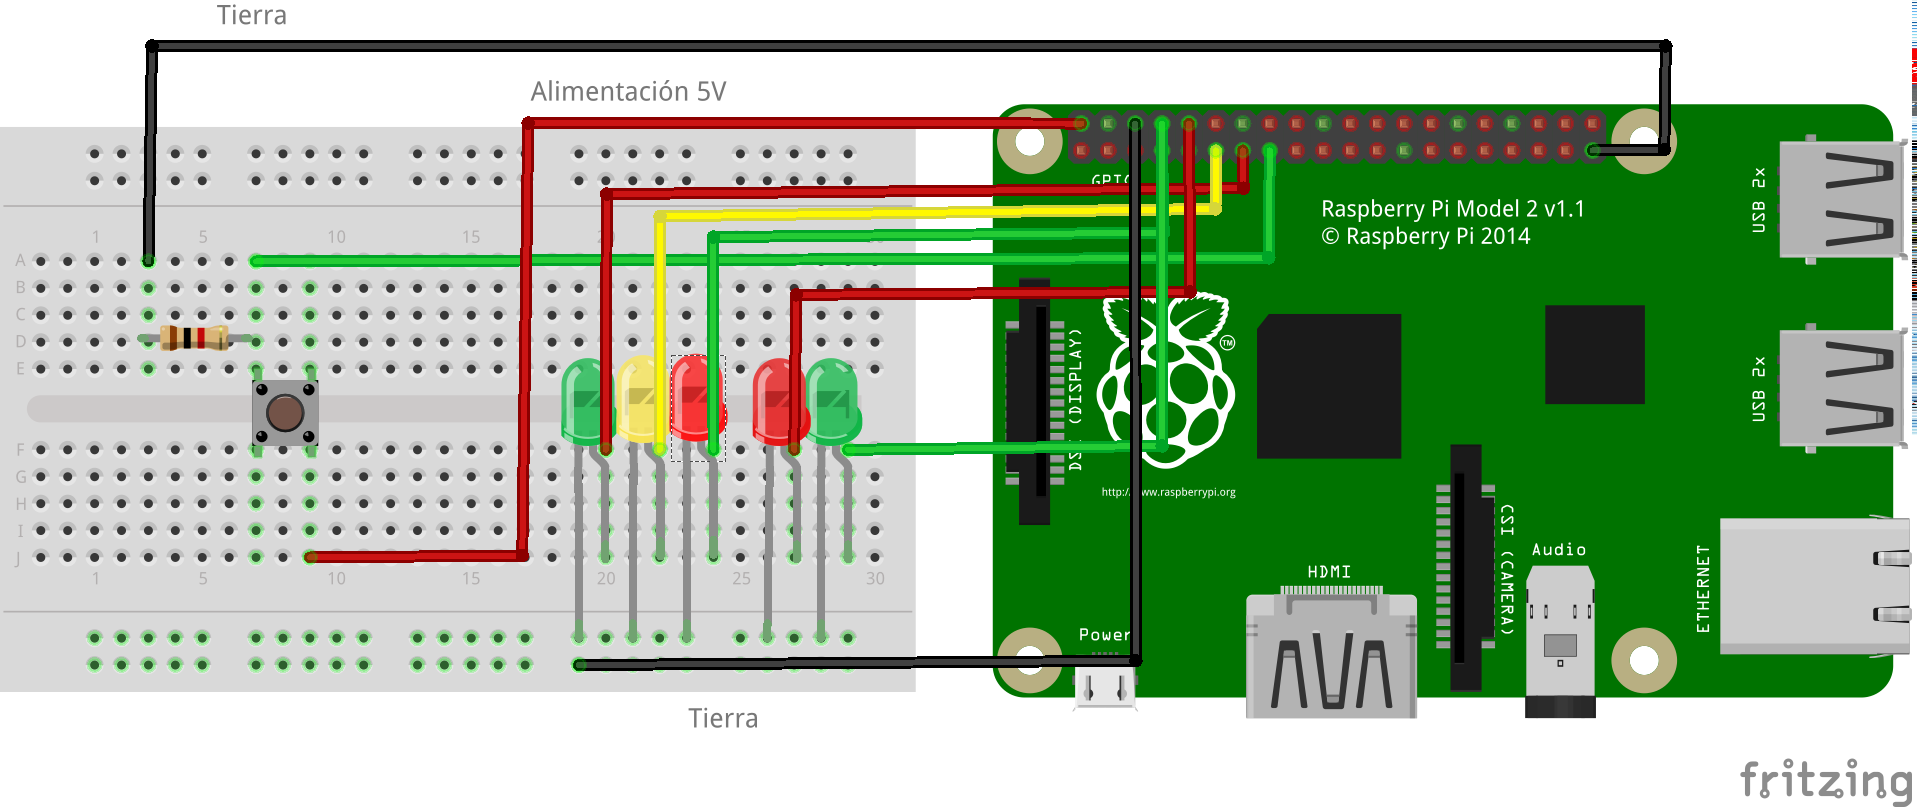 Tierra
Alimentación 5V
GPIO
Raspberry Pi Model 2 v1.1
© Raspberry Pi 2014
USB 2x
1 5 10 15 20 25 30
A
B
C
D
E
TM
DSI (DISPLAY)
USB 2x
F
G
H
I
J
http://www.raspberrypi.org
CSI (CAMERA)
Audio
ETHERNET
HDMI
1 5 10 15 20 25 30
Power
Tierra
fritzing